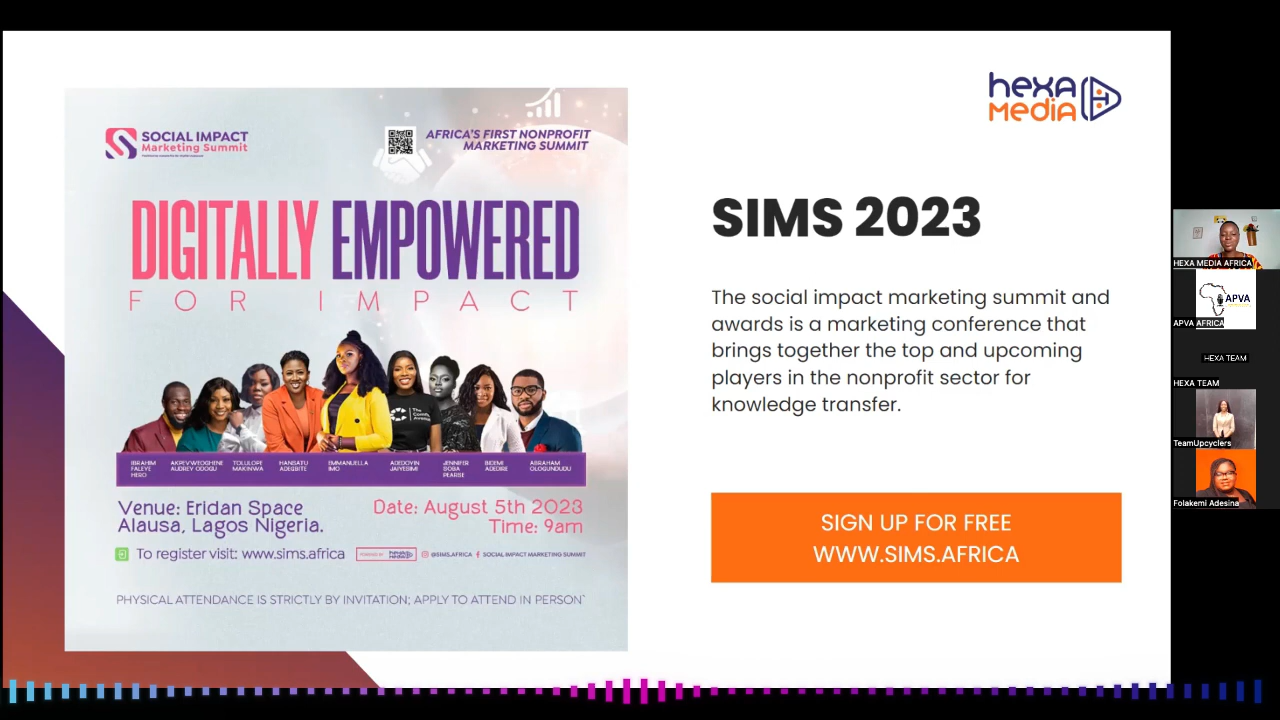 hexa
media
SOCIAL IMPACT
Marketing Summit
AFRICA'S FIRST NONPROFIT
MARKETING SUMMIT
DIGITALLY EMPOWERED
FOR IMPACT
IBRAHIM
FALEYE
HERO
AKPEVWEOGHENE
AUDREY ODOGU
TOLULOPE
MAKINWA
HANSATU
ADEGBITE
EMMANUELLA
IMO
ADEDOYIN
JAIYESIMI
JENNIFER
PEARISE
BIDEMI
ADEDIRE
ABRAHAM
OLOGUNDUDU
Venue: Eridan Space
Alausa, Lagos Nigeria.
Date: August 5th 2023
Time: 9am
To register visit: www.sims.africa
POWERED BY
hexa
media
@SIMS.AFRICA
SOCIAL IMPACT MARKETING SUMMIT
PHYSICAL ATTENDANCE IS STRICTLY BY INVITATION; APPLY TO ATTEND IN PERSON`
SIMS 2023
The social impact marketing summit and
awards is a marketing conference that
brings together the top and upcoming
players in the nonprofit sector for
knowledge transfer.
SIGN UP FOR FREE
WWW.SIMS.AFRICA
HEXA MEDIA AFRICA
APVA
APVA AFRICA
HEXA TEAM
HEXA TEAM
TeamUpcyclers
Folakemi Adesina